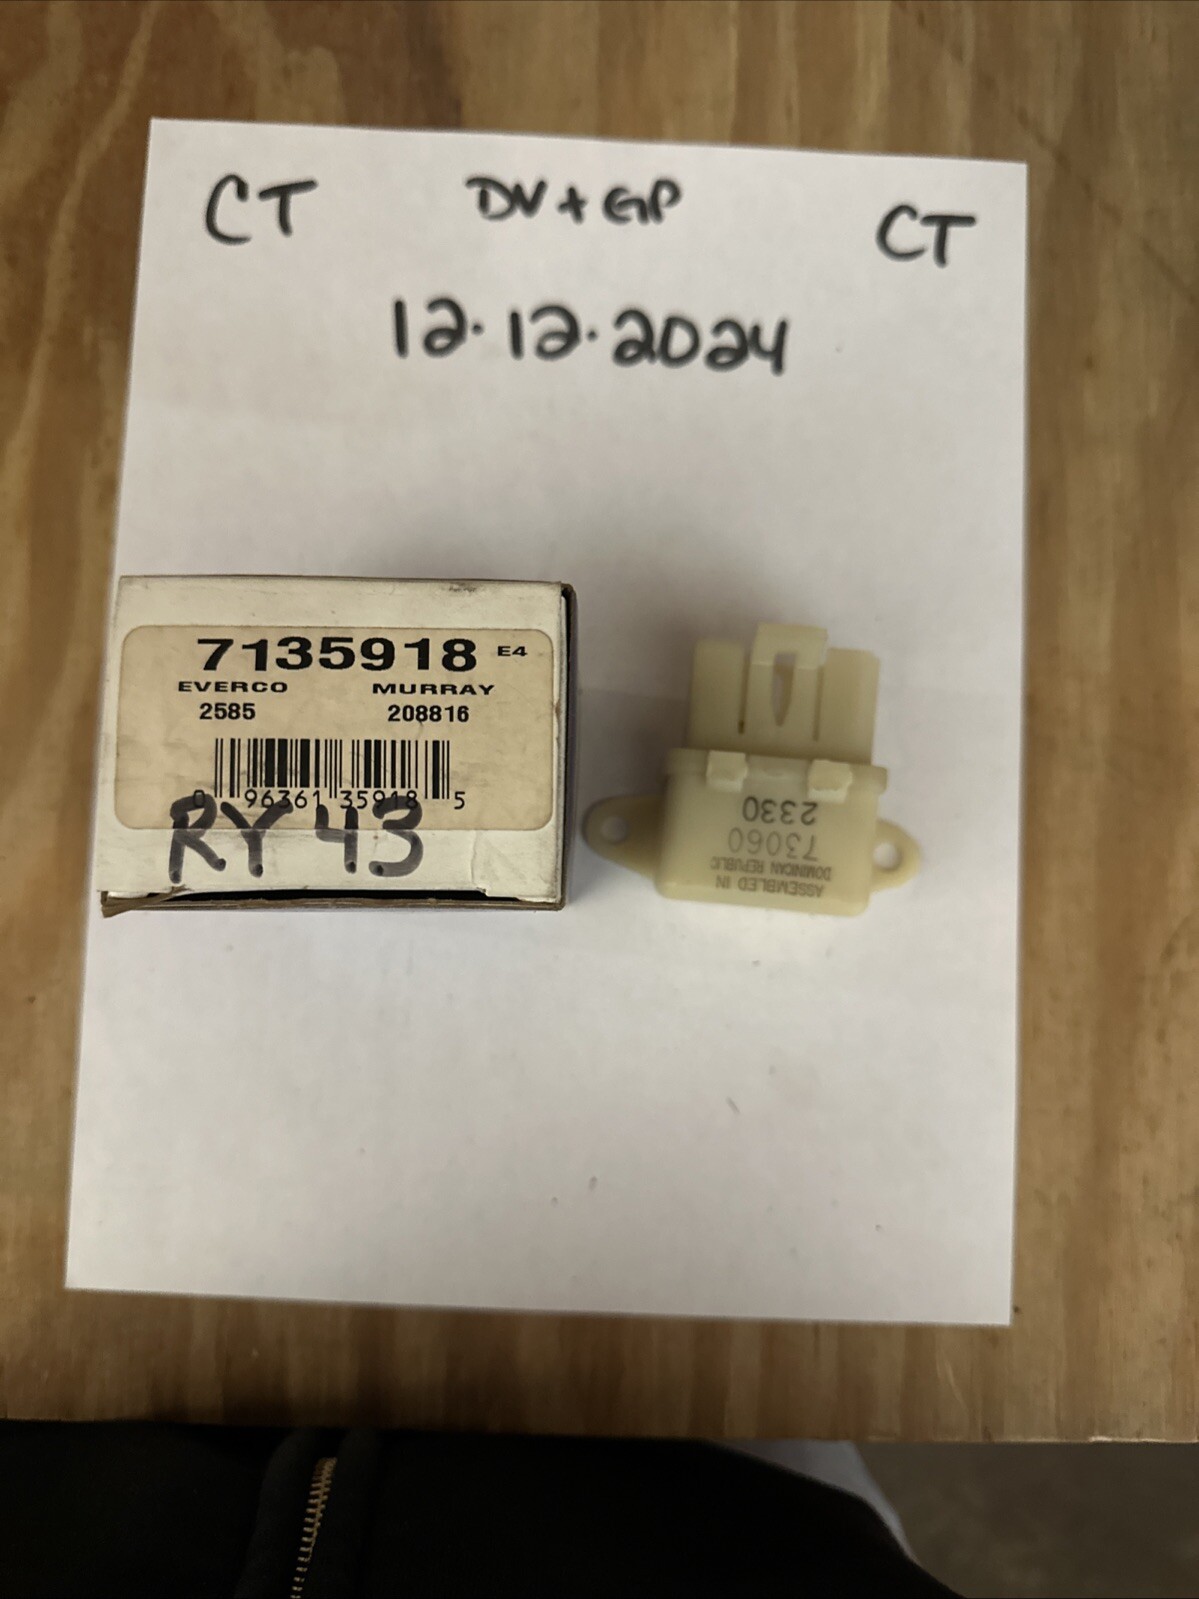 CT DV + GP CT
12.12.2024
7135918 E4
EVERCO MURRAY
2585 208816
0 96361 35918 5
RY 43
2330
73060
ASSEMBLED IN
DOMINICAN REPUBLIC